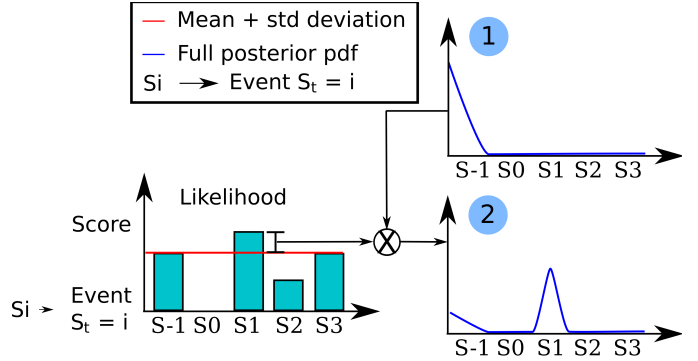 Mean + std deviation
Full posterior pdf
Si → Event Sₜ = i
1
S-1 S0 S1 S2 S3
Likelihood
Score
Event
Si → Sₜ = i
S-1 S0 S1 S2 S3
X
2
S-1 S0 S1 S2 S3